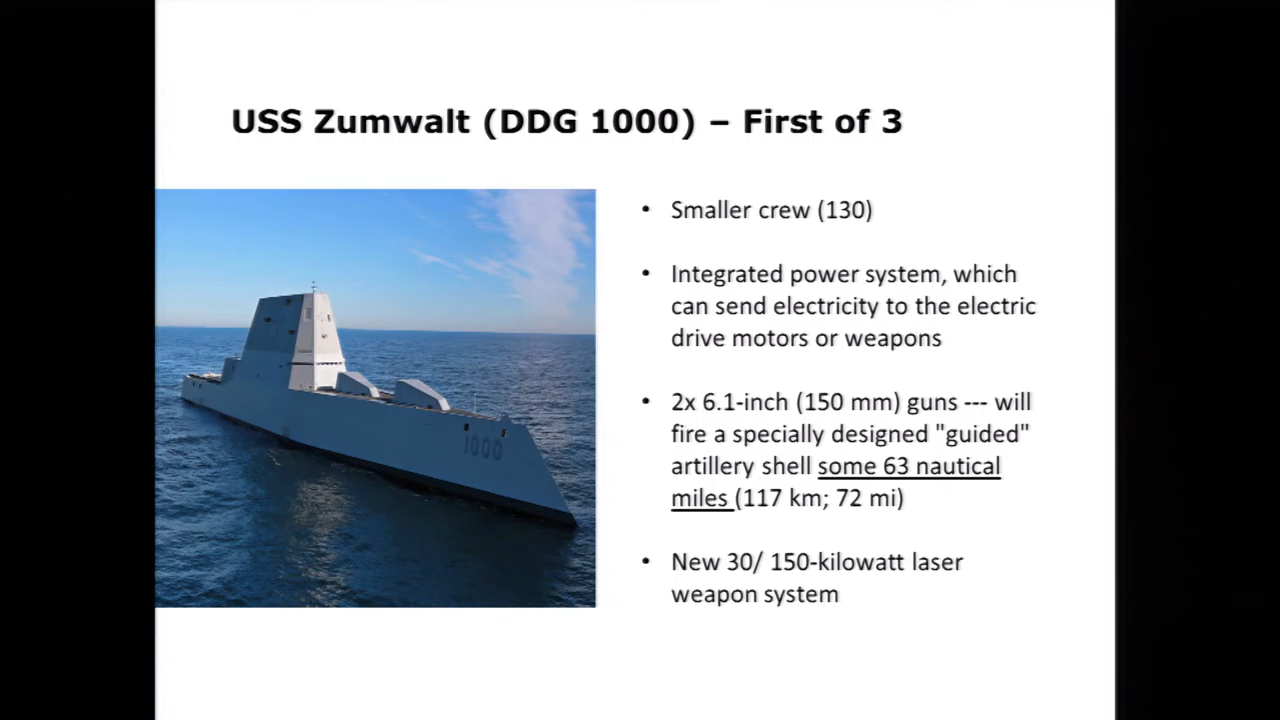 USS Zumwalt (DDG 1000) – First of 3
• Smaller crew (130)
• Integrated power system, which
can send electricity to the electric
drive motors or weapons
• 2x 6.1-inch (150 mm) guns --- will
fire a specially designed "guided"
artillery shell some 63 nautical
miles (117 km; 72 mi)
• New 30/ 150-kilowatt laser
weapon system
1000